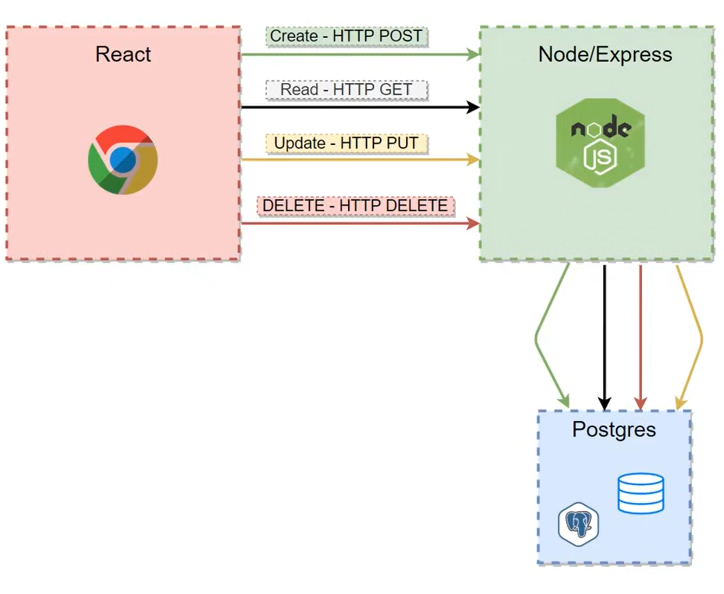 React
Create - HTTP POST
Read - HTTP GET
Update - HTTP PUT
DELETE - HTTP DELETE
Node/Express
node
JS
Postgres